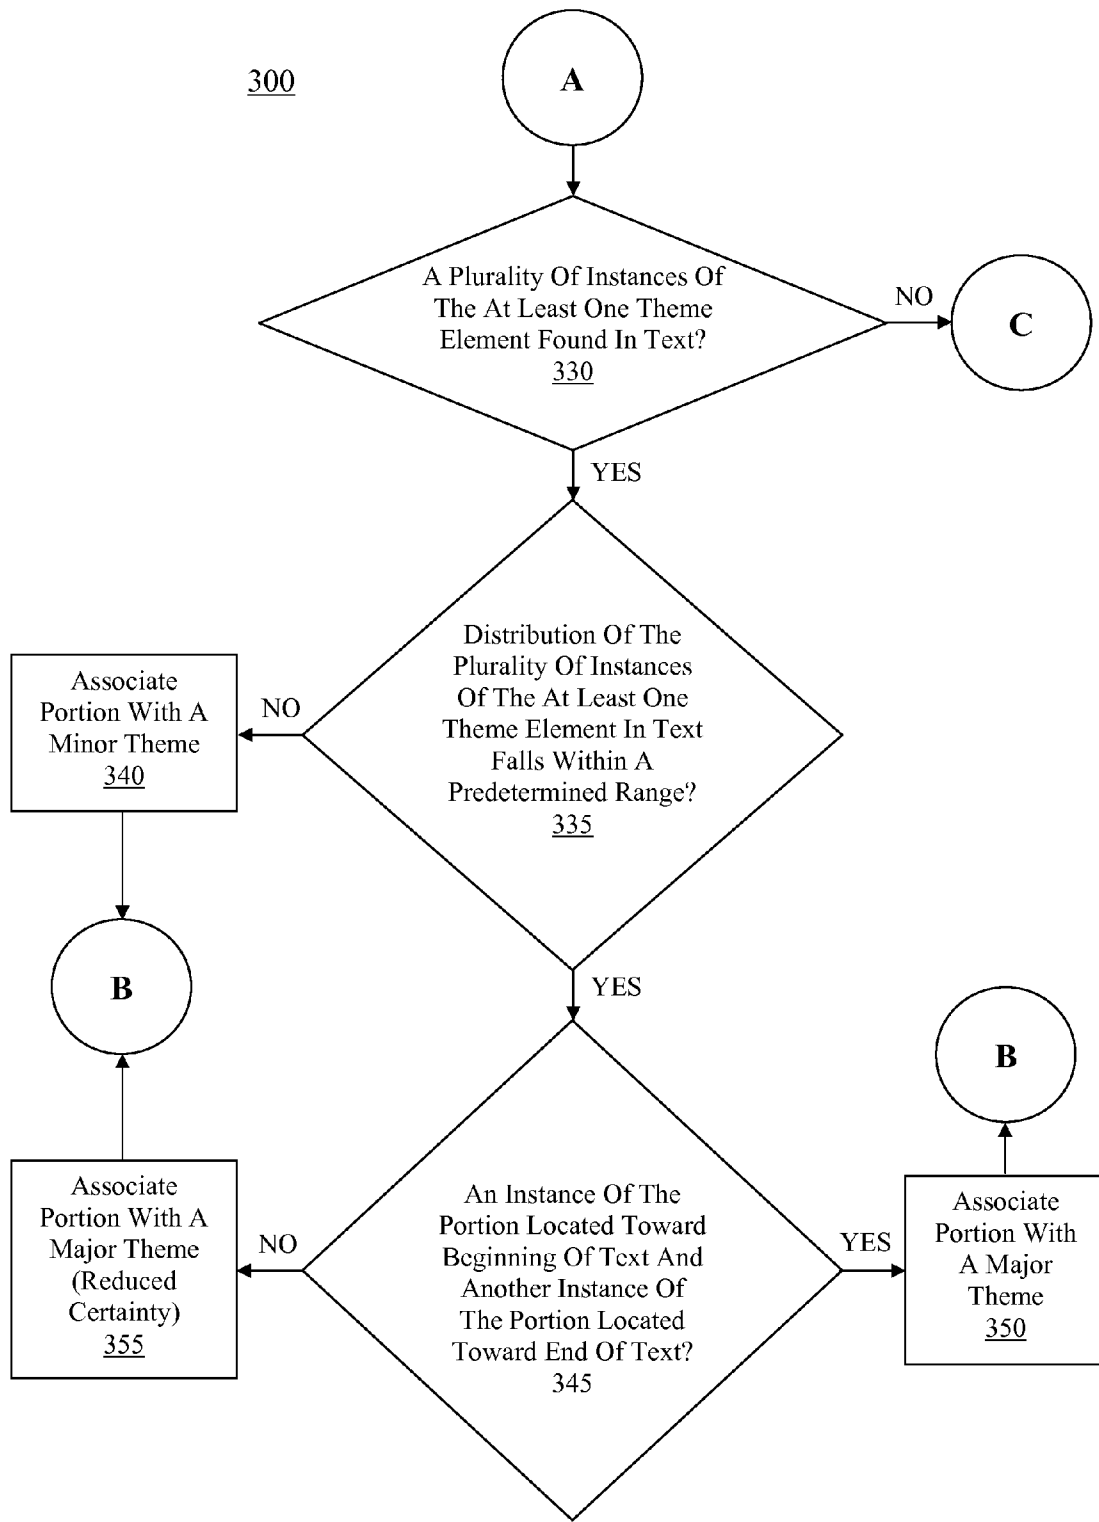 300
A
A Plurality Of Instances Of
The At Least One Theme
Element Found In Text?
330
NO
C
YES
Distribution Of The
Plurality Of Instances
Of The At Least One
Theme Element In Text
Falls Within A
Predetermined Range?
335
NO
Associate
Portion With A
Minor Theme
340
B
YES
An Instance Of The
Portion Located Toward
Beginning Of Text And
Another Instance Of
The Portion Located
Toward End Of Text?
345
NO
Associate
Portion With A
Major Theme
(Reduced
Certainty)
355
YES
Associate
Portion With
A Major
Theme
350
B